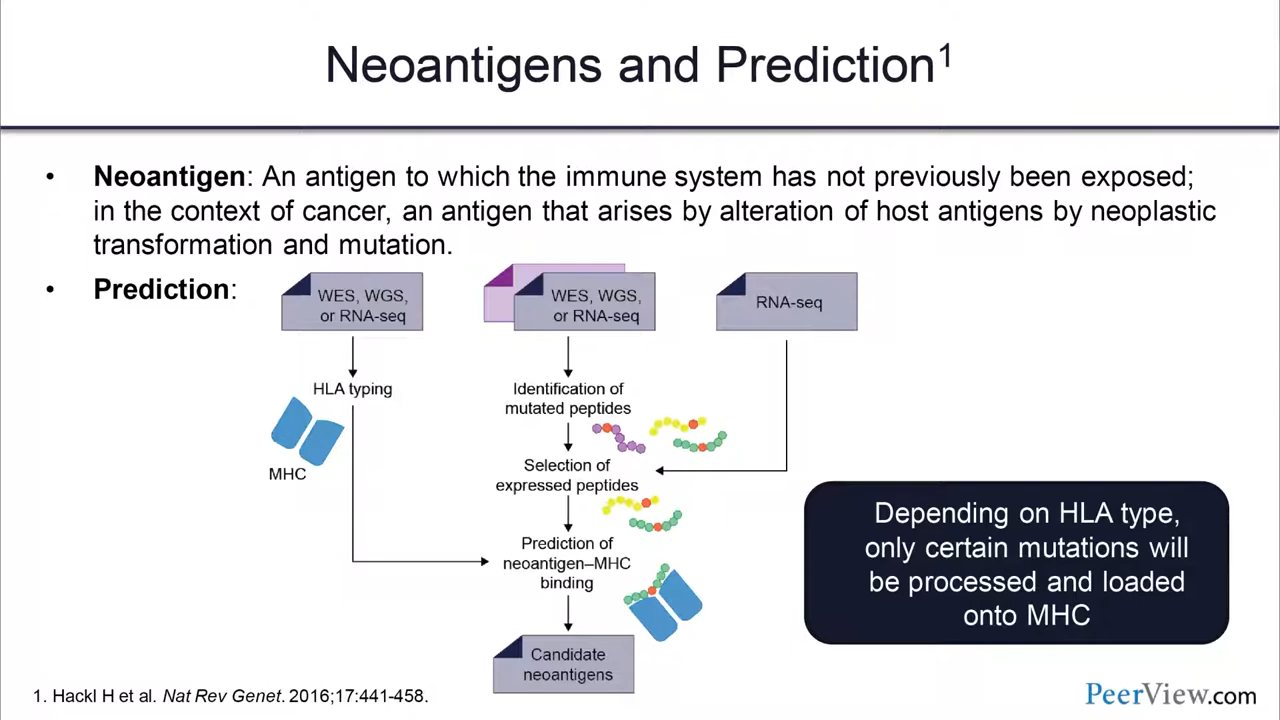 Neoantigens and Prediction1
• Neoantigen: An antigen to which the immune system has not previously been exposed;
in the context of cancer, an antigen that arises by alteration of host antigens by neoplastic
transformation and mutation.
• Prediction:
WES, WGS,
or RNA-seq
WES, WGS,
or RNA-seq
RNA-seq
HLA typing
MHC
Identification of
mutated peptides
Selection of
expressed peptides
Prediction of
neoantigen–MHC
binding
Candidate
neoantigens
Depending on HLA type,
only certain mutations will
be processed and loaded
onto MHC
1. Hackl H et al. Nat Rev Genet. 2016;17:441-458.
PeerView.com